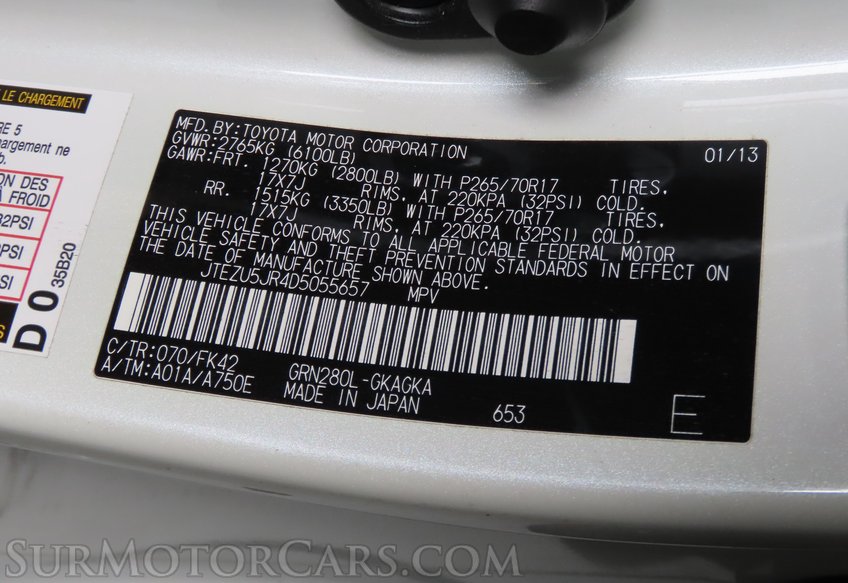 LE CHARGEMENT
RE 5
hargement ne
b.
ION DES
À FROID
32PSI
PSI
SI
S
D 0 35B20
MFD.BY:TOYOTA MOTOR CORPORATION 01/13
GVWR:2765KG (6100LB)
GAWR:FRT. 1270KG (2800LB) WITH P265/70R17 TIRES,
17X7J RIMS, AT 220KPA (32PSI) COLD.
RR. 1515KG (3350LB) WITH P265/70R17 TIRES,
17X7J RIMS, AT 220KPA (32PSI) COLD.
THIS VEHICLE CONFORMS TO ALL APPLICABLE FEDERAL MOTOR
VEHICLE SAFETY AND THEFT PREVENTION STANDARDS IN EFFECT ON
THE DATE OF MANUFACTURE SHOWN ABOVE.
JTEZU5JR4D5055657 MPV
C/TR:070/FK42 GRN280L-GKAGKA
A/TM:A01A/A750E MADE IN JAPAN 653 E
SURMOTORCARS.COM